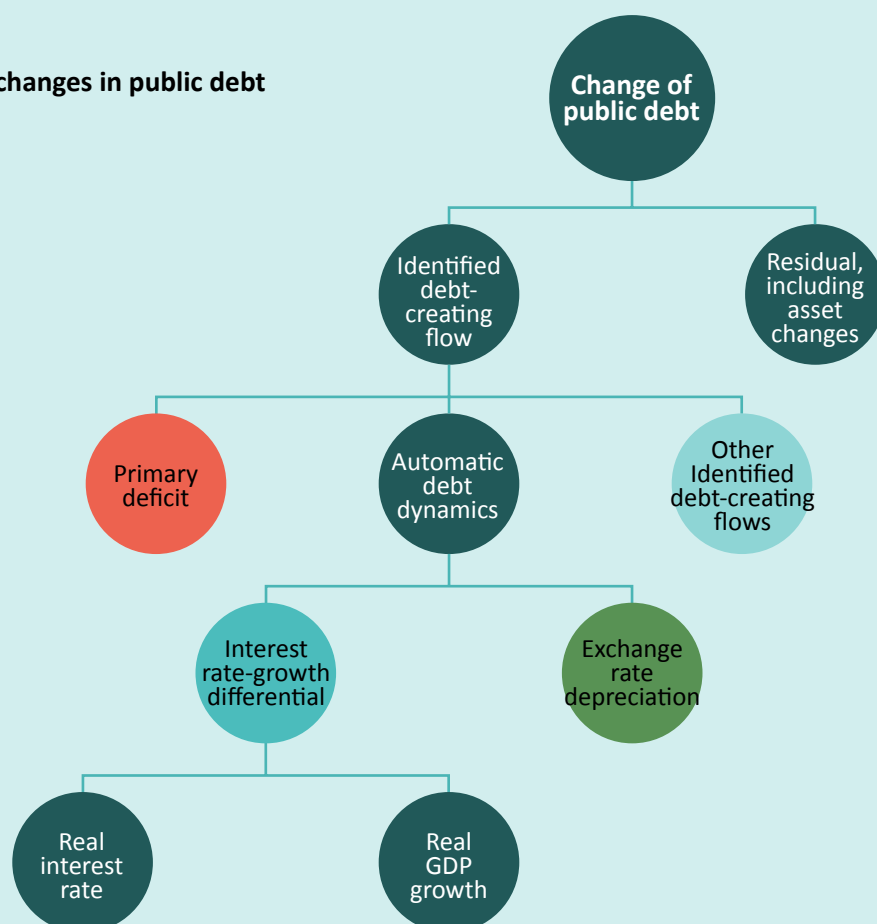 changes in public debt
Change of
public debt
Identified
debt-
creating
flow
Residual,
including
asset
changes
Primary
deficit
Automatic
debt
dynamics
Other
Identified
debt-creating
flows
Interest
rate-growth
differential
Exchange
rate
depreciation
Real
interest
rate
Real
GDP
growth